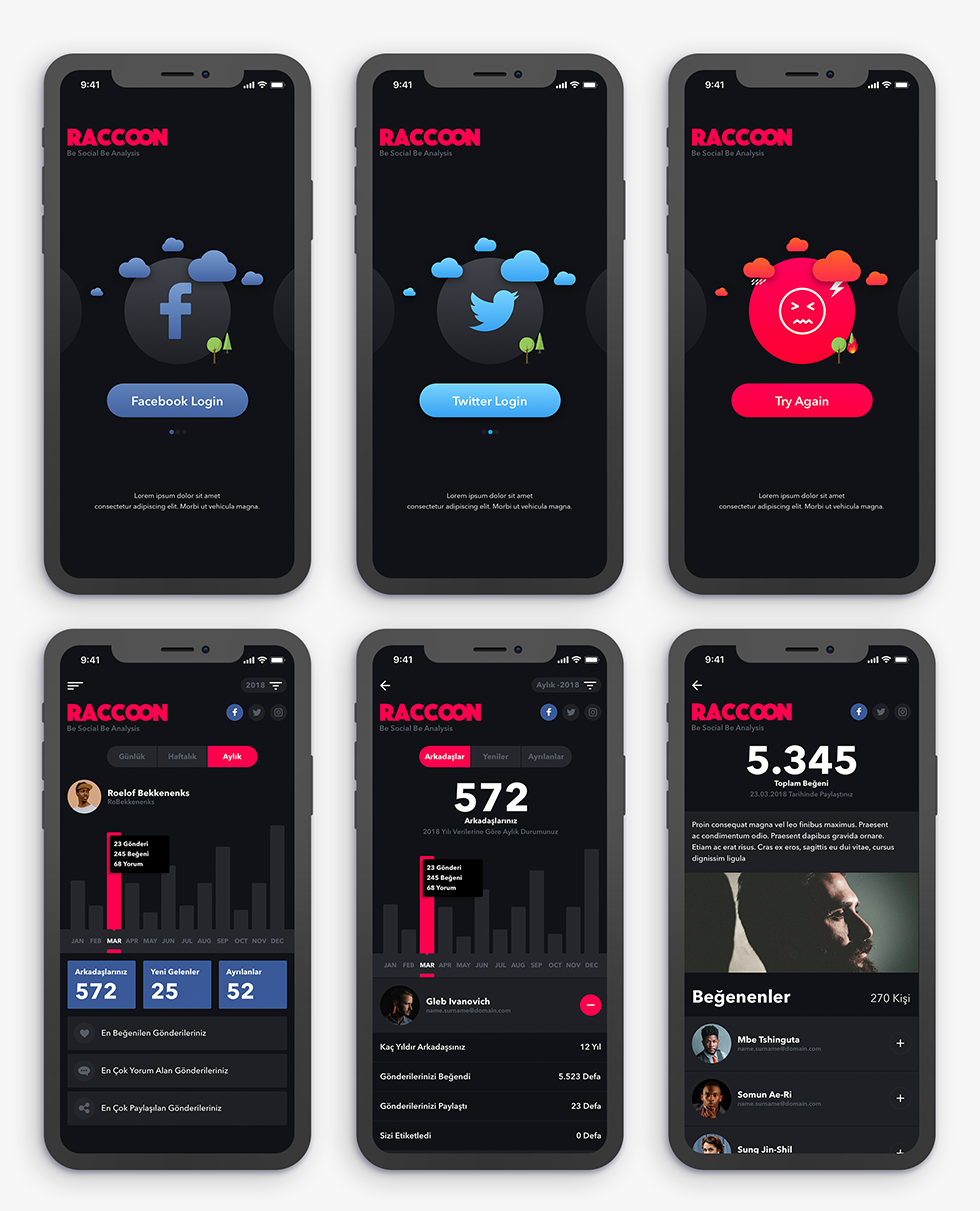 9:41
RACCOON
Be Social Be Analysis
Facebook Login
Lorem ipsum dolor sit amet
consectetur adipiscing elit. Morbi ut vehicula magna.
9:41
RACCOON
Be Social Be Analysis
Twitter Login
Lorem ipsum dolor sit amet
consectetur adipiscing elit. Morbi ut vehicula magna.
9:41
RACCOON
Be Social Be Analysis
Try Again
Lorem ipsum dolor sit amet
consectetur adipiscing elit. Morbi ut vehicula magna.
9:41
2018
RACCOON
Be Social Be Analysis
Günlük Haftalık Aylık
Roelof Bekkenenks
RoBekkenenks
23 Gönderi
245 Beğeni
68 Yorum
JAN FEB MAR APR MAY JUN JUL AUG SEP OCT NOV DEC
Arkadaşlarınız Yeni Gelenler Ayrılanlar
572 25 52
En Beğenilen Gönderileriniz
En Çok Yorum Alan Gönderileriniz
En Çok Paylaşılan Gönderileriniz
9:41
Aylık -2018
RACCOON
Be Social Be Analysis
Arkadaşlar Yeniler Ayrılanlar
572
Arkadaşlarınız
2018 Yılı Verilerine Göre Aylık Durumunuz
23 Gönderi
245 Beğeni
68 Yorum
JAN FEB MAR APR MAY JUN JUL AUG SEP OCT NOV DEC
Gleb Ivanovich
name.surname@domain.com
Kaç Yıldır Arkadaşsınız 12 Yıl
Gönderilerinizi Beğendi 5.523 Defa
Gönderilerinizi Paylaştı 23 Defa
Sizi Etiketledi 0 Defa
9:41
RACCOON
Be Social Be Analysis
5.345
Toplam Beğeni
23.03.2018 Tarihinde Paylaştınız
Proin consequat magna vel leo finibus maximus. Praesent
ac condimentum odio. Praesent dapibus gravida ornare.
Etiam ac erat risus. Cras ex eros, sagittis eu dui vitae, cursus
dignissim ligula
Beğenenler 270 Kişi
Mbe Tshinguta
name.surname@domain.com
Somun Ae-Ri
name.surname@domain.com
Sung Jin-Shil